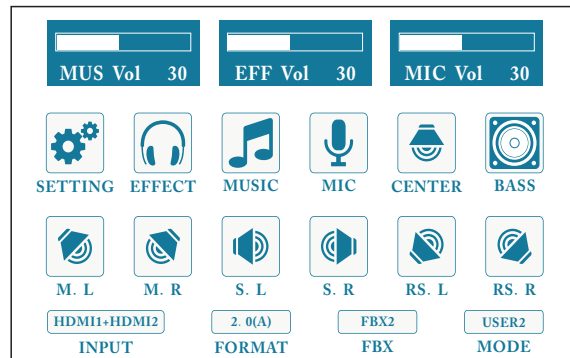 MUS Vol 30 EFF Vol 30 MIC Vol 30
SETTING EFFECT MUSIC MIC CENTER BASS
M. L M. R S. L S. R RS. L RS. R
HDMI1+HDMI2 2. 0(A) FBX2 USER2
INPUT FORMAT FBX MODE